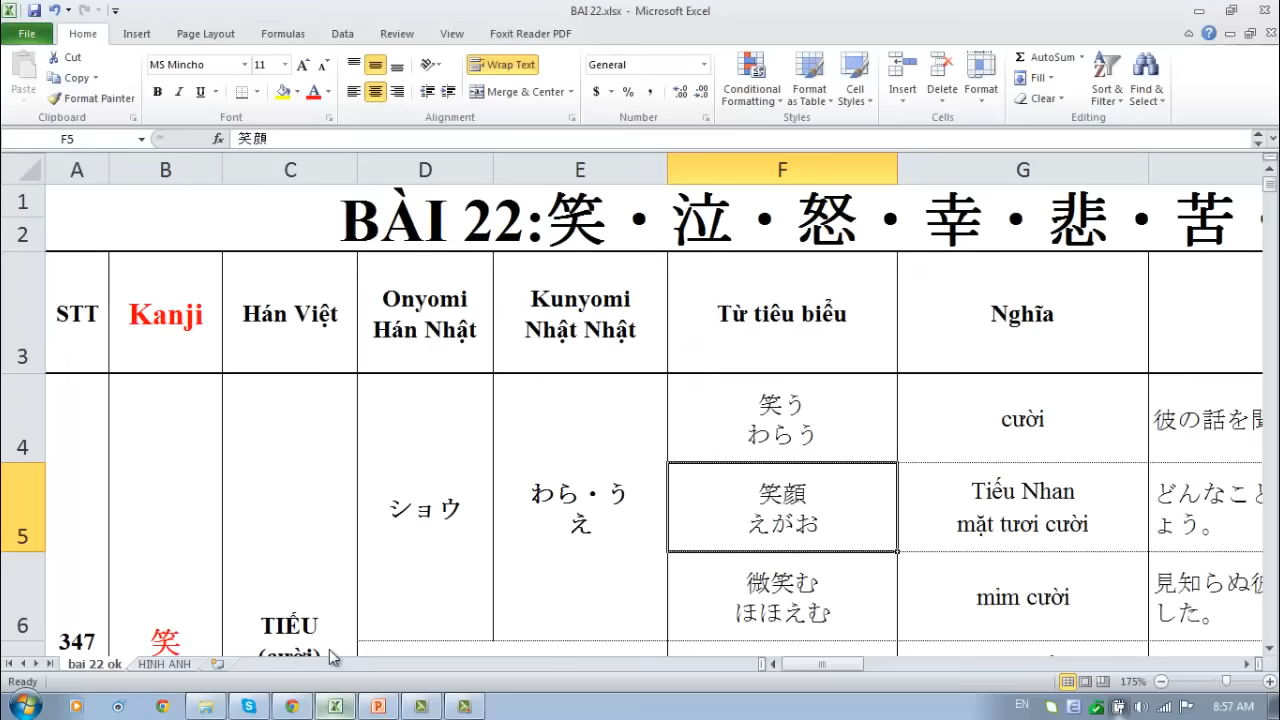 BAI 22.xlsx - Microsoft Excel
File Home Insert Page Layout Formulas Data Review View Foxit Reader PDF
Cut
Copy
Format Painter
Paste
MS Mincho 11
Wrap Text
Merge & Center
General
Conditional Formatting
Format as Table
Cell Styles
Insert Delete Format
AutoSum
Fill
Clear
Sort & Filter
Find & Select
Clipboard Font Alignment Number Styles Cells Editing
F5 fx 笑顔
A B C D E F G
1
2
BÀI 22:笑・泣・怒・幸・悲・苦・
3 STT Kanji Hán Việt Onyomi Hán Nhật Kunyomi Nhật Nhật Từ tiêu biểu Nghĩa
4 笑う
わらう
cười
彼の話を
5 ショウ
わら・う
え
笑顔
えがお
Tiếu Nhan
mặt tươi cười
どんなこと
ょう。
6 微笑む
ほほえむ
mỉm cười
見知らぬ
した。
347 笑 TIẾU
(cười)
bai 22 ok HINH ANH
Ready 175%
EN 8:57 AM